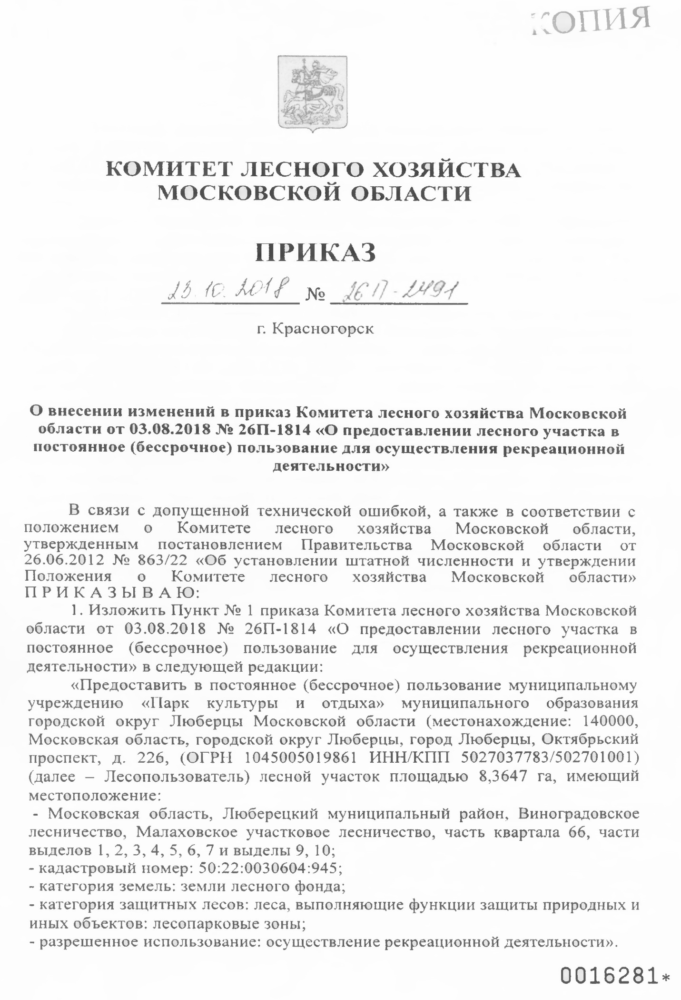 КОПИЯ
КОМИТЕТ ЛЕСНОГО ХОЗЯЙСТВА
МОСКОВСКОЙ ОБЛАСТИ
ПРИКАЗ
23.10.2018 № 26П-2491
г. Красногорск
О внесении изменений в приказ Комитета лесного хозяйства Московской
области от 03.08.2018 № 26П-1814 «О предоставлении лесного участка в
постоянное (бессрочное) пользование для осуществления рекреационной
деятельности»
В связи с допущенной технической ошибкой, а также в соответствии с
положением о Комитете лесного хозяйства Московской области,
утвержденным постановлением Правительства Московской области от
26.06.2012 № 863/22 «Об установлении штатной численности и утверждении
Положения о Комитете лесного хозяйства Московской области»
П Р И К А З Ы В А Ю:
1. Изложить Пункт № 1 приказа Комитета лесного хозяйства Московской
области от 03.08.2018 № 26П-1814 «О предоставлении лесного участка в
постоянное (бессрочное) пользование для осуществления рекреационной
деятельности» в следующей редакции:
«Предоставить в постоянное (бессрочное) пользование муниципальному
учреждению «Парк культуры и отдыха» муниципального образования
городской округ Люберцы Московской области (местонахождение: 140000,
Московская область, городской округ Люберцы, город Люберцы, Октябрьский
проспект, д. 226, (ОГРН 1045005019861 ИНН/КПП 5027037783/502701001)
(далее – Лесопользователь) лесной участок площадью 8,3647 га, имеющий
местоположение:
- Московская область, Люберецкий муниципальный район, Виноградовское
лесничество, Малаховское участковое лесничество, часть квартала 66, части
выделов 1, 2, 3, 4, 5, 6, 7 и выделы 9, 10;
- кадастровый номер: 50:22:0030604:945;
- категория земель: земли лесного фонда;
- категория защитных лесов: леса, выполняющие функции защиты природных и
иных объектов: лесопарковые зоны;
- разрешенное использование: осуществление рекреационной деятельности».
0016281*